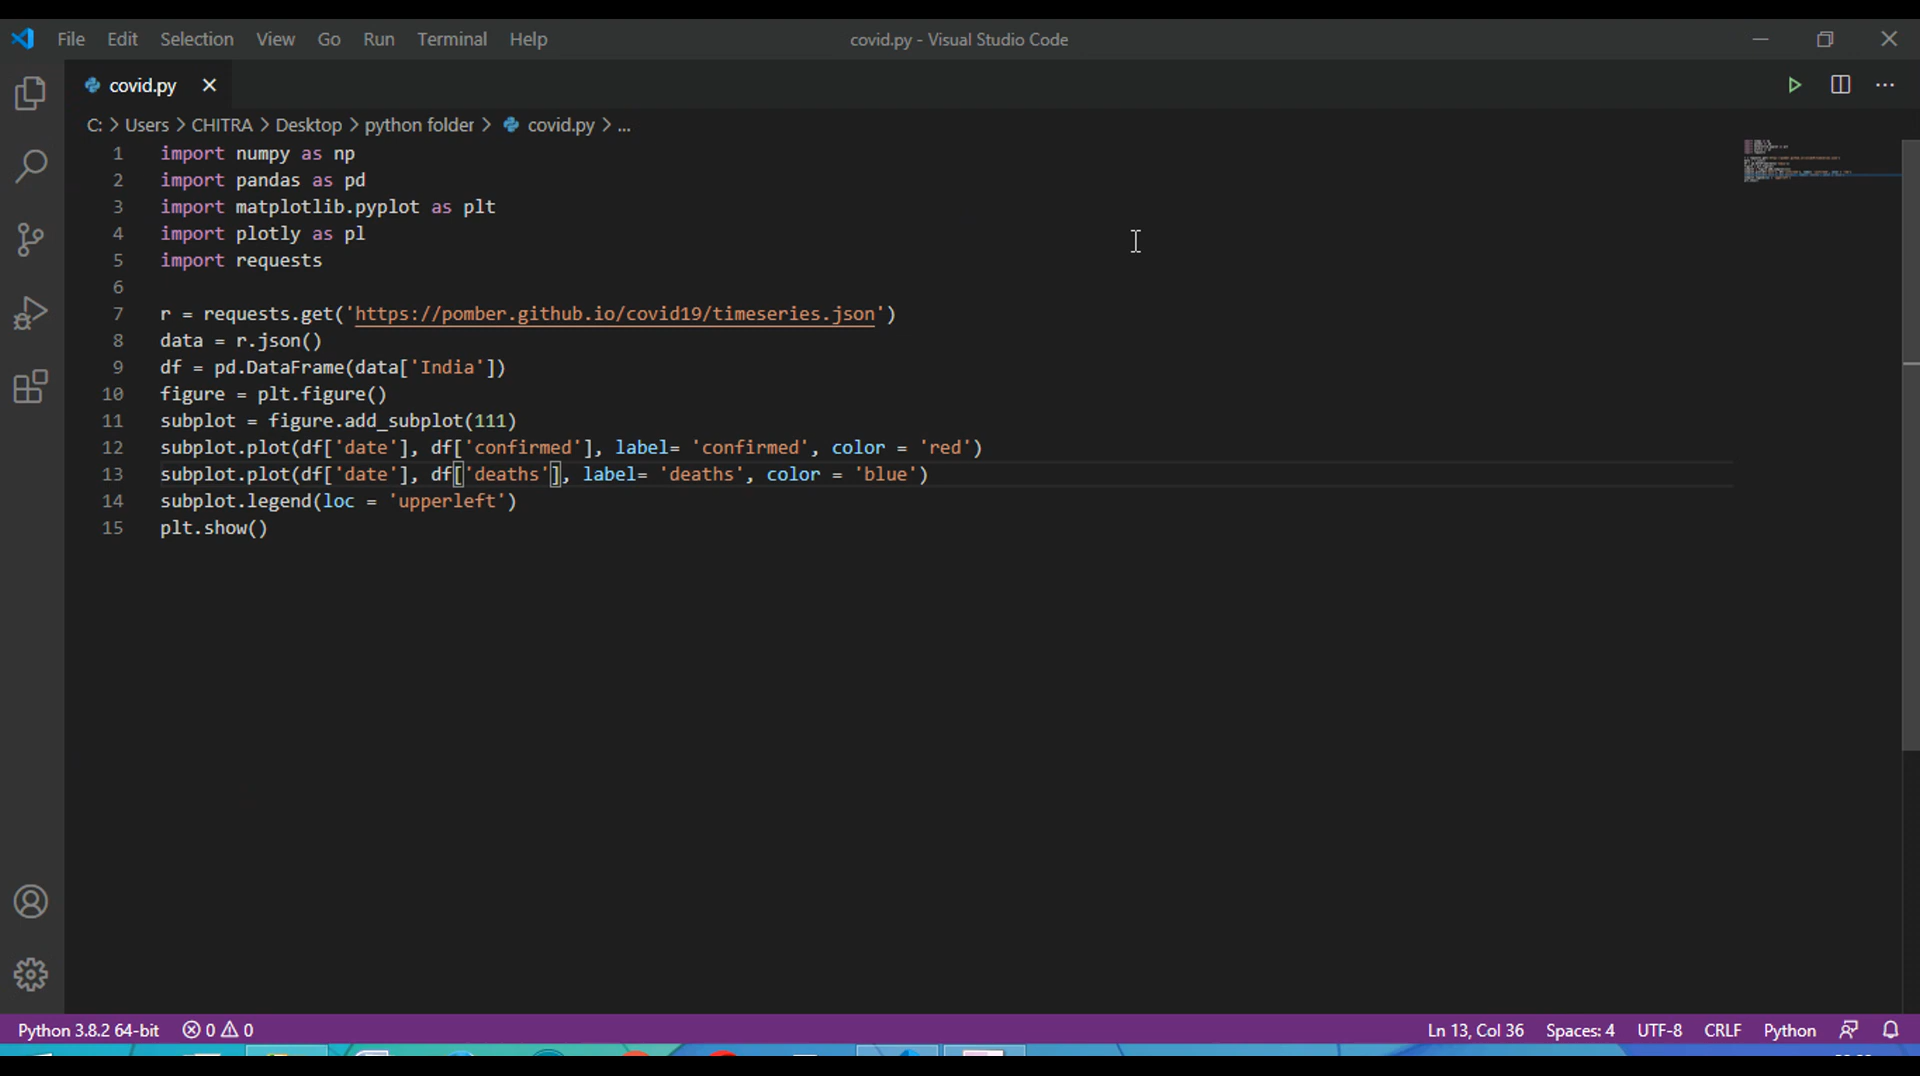 File Edit Selection View Go Run Terminal Help covid.py - Visual Studio Code
covid.py
C: > Users > CHITRA > Desktop > python folder > covid.py > ...
1 import numpy as np
2 import pandas as pd
3 import matplotlib.pyplot as plt
4 import plotly as pl
5 import requests
6
7 r = requests.get('https://pomber.github.io/covid19/timeseries.json')
8 data = r.json()
9 df = pd.DataFrame(data['India'])
10 figure = plt.figure()
11 subplot = figure.add_subplot(111)
12 subplot.plot(df['date'], df['confirmed'], label= 'confirmed', color = 'red')
13 subplot.plot(df['date'], df['deaths'], label= 'deaths', color = 'blue')
14 subplot.legend(loc = 'upperleft')
15 plt.show()
Python 3.8.2 64-bit 0 0 Ln 13, Col 36 Spaces: 4 UTF-8 CRLF Python